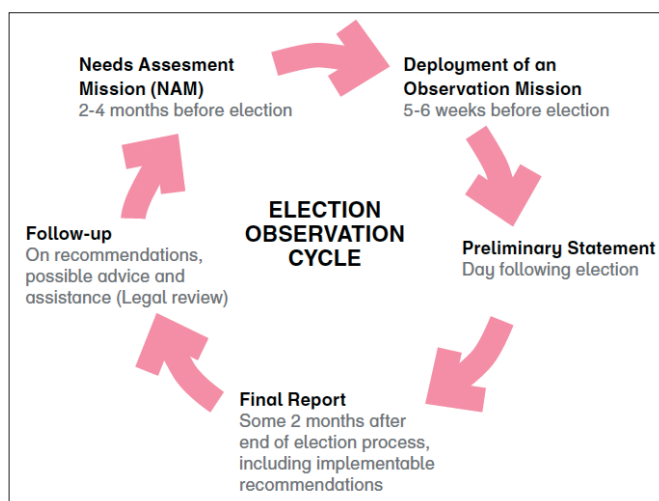 Needs Assesment
Mission (NAM)
2-4 months before election
Deployment of an
Observation Mission
5-6 weeks before election
ELECTION
OBSERVATION
CYCLE
Preliminary Statement
Day following election
Final Report
Some 2 months after
end of election process,
including implementable
recommendations
Follow-up
On recommendations,
possible advice and
assistance (Legal review)